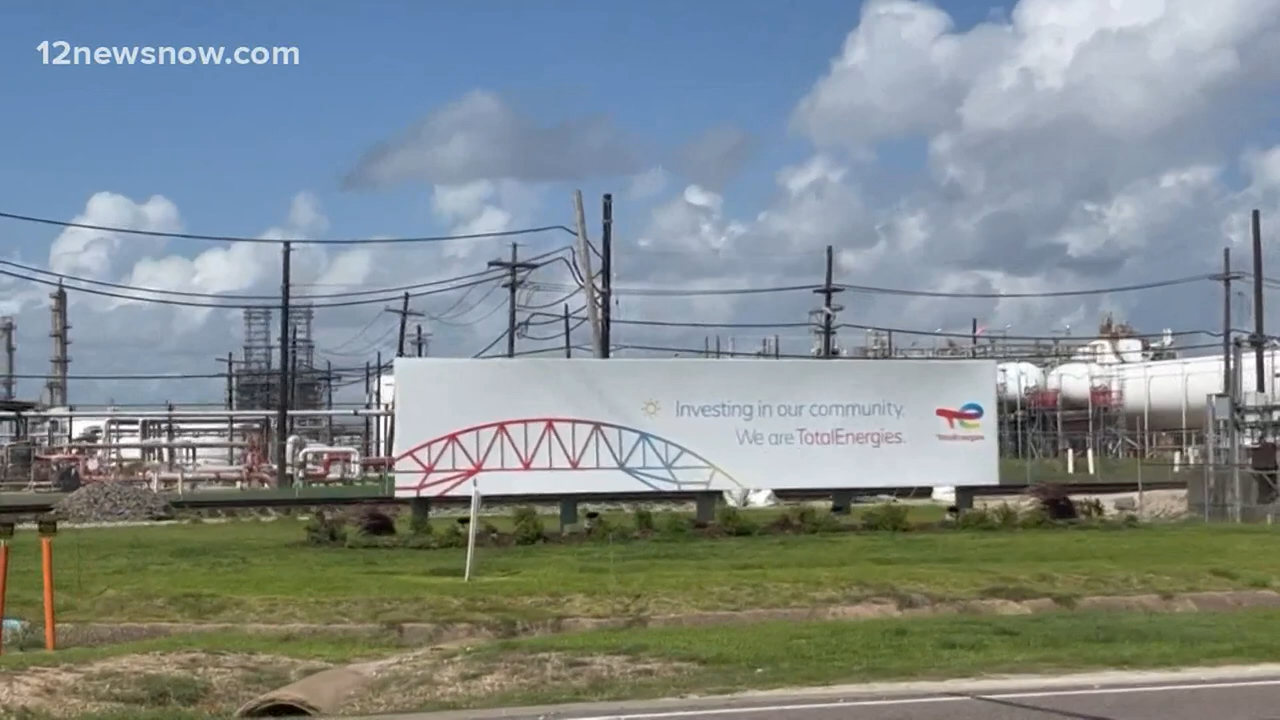 12newsnow.com
Investing in our community.
We are TotalEnergies.
TotalEnergies